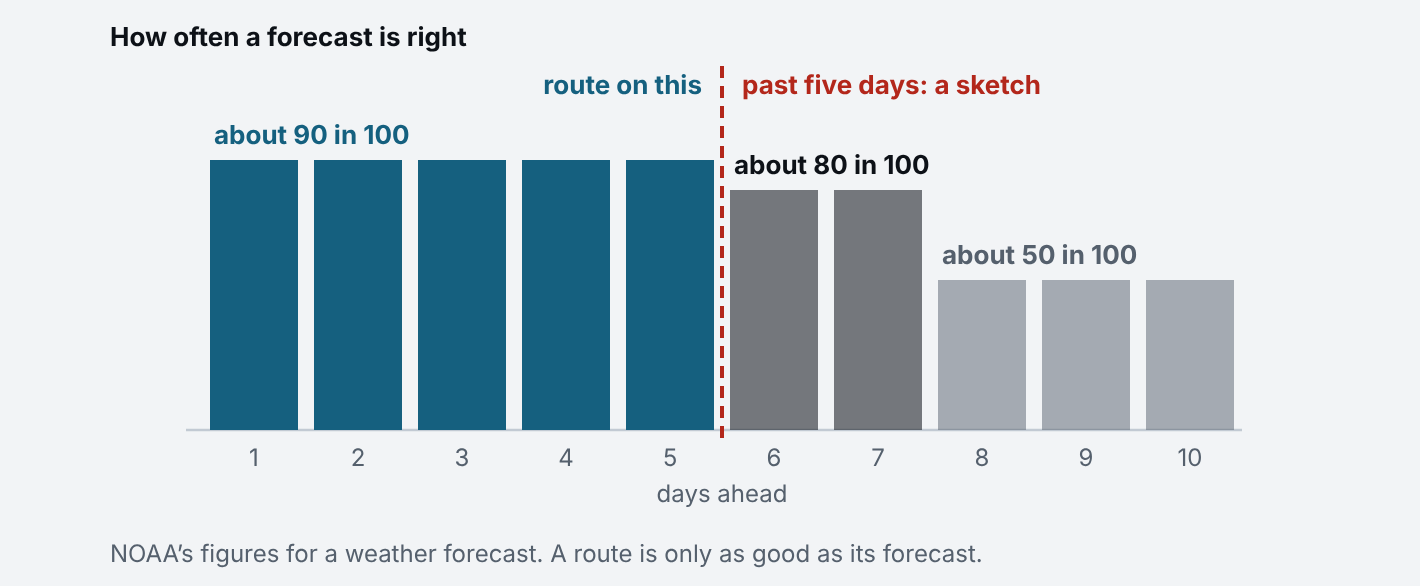 How often a forecast is right
route on this
past five days: a sketch
about 90 in 100
about 80 in 100
about 50 in 100
1 2 3 4 5 6 7 8 9 10
days ahead
NOAA’s figures for a weather forecast. A route is only as good as its forecast.